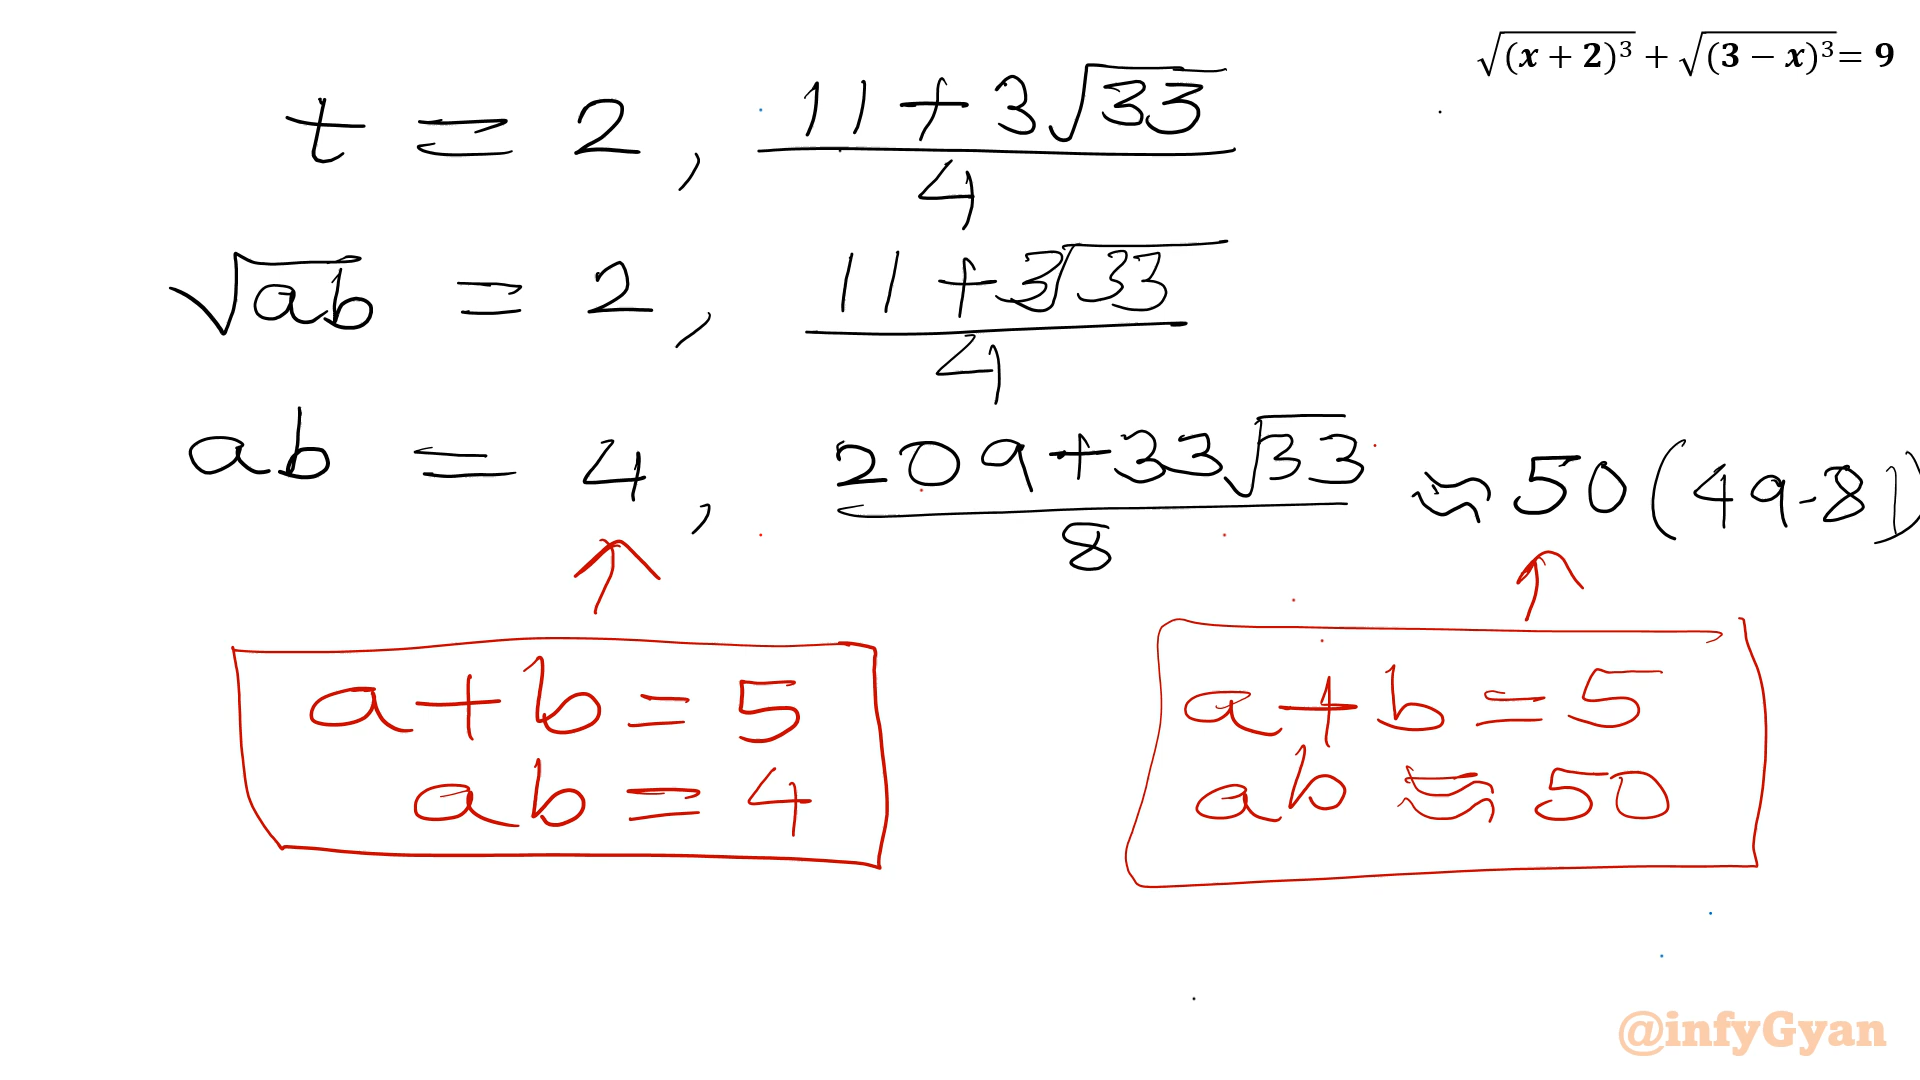 √(x + 2)³ + √(3 − x)³ = 9
t = 2, (11 + 3√33)/4
√ab = 2, (11 + 3√33)/4
ab = 4, (209 + 33√33)/8 ≈ 50 (49.8)
a + b = 5
ab = 4
a + b = 5
ab ≈ 50
@infyGyan